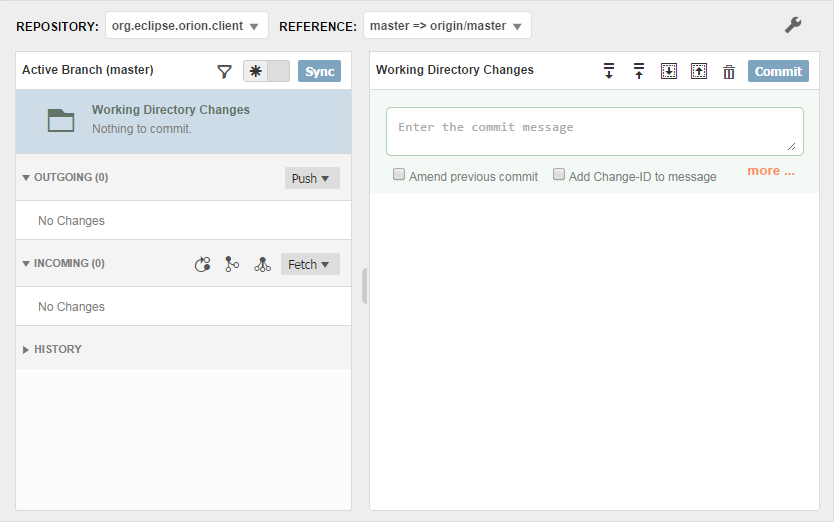 REPOSITORY: org.eclipse.orion.client REFERENCE: master => origin/master
Active Branch (master) Sync
Working Directory Changes
Nothing to commit.
OUTGOING (0) Push
No Changes
INCOMING (0) Fetch
No Changes
HISTORY
Working Directory Changes Commit
Enter the commit message
Amend previous commit Add Change-ID to message more ...